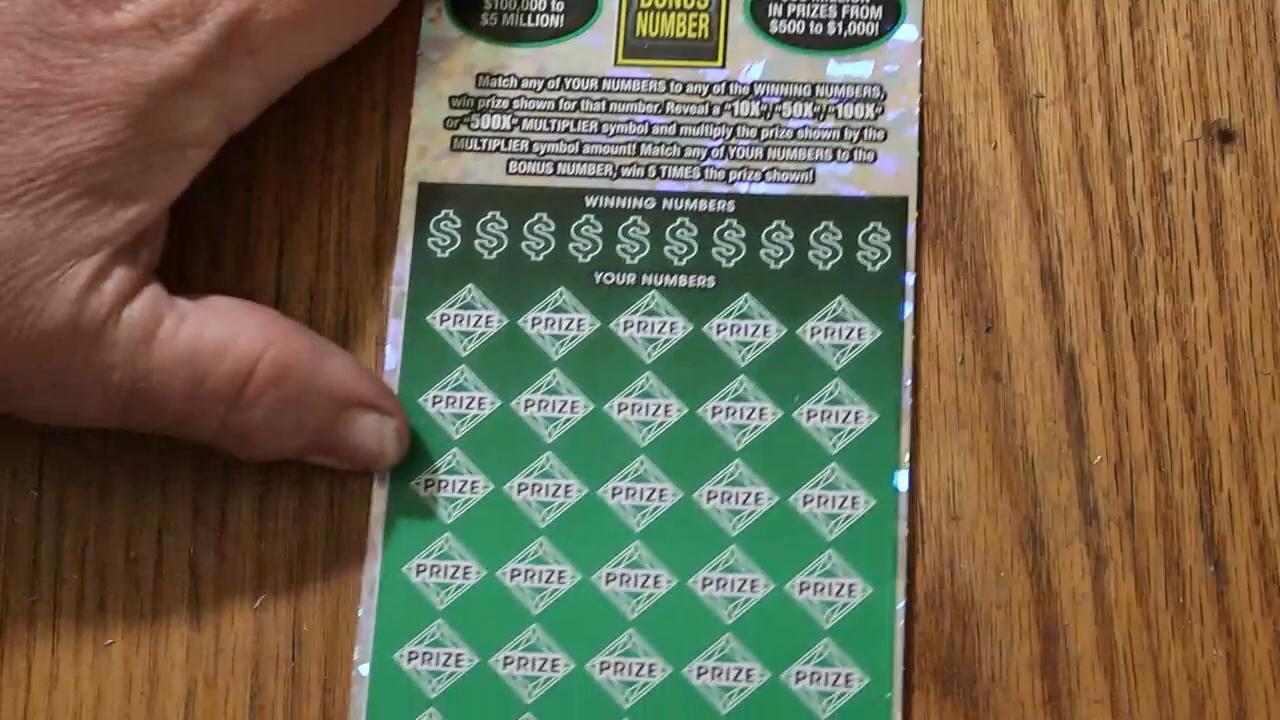 $100,000 to
$5 MILLION!
BONUS
NUMBER
IN PRIZES FROM
$500 to $1,000!
Match any of YOUR NUMBERS to any of the WINNING NUMBERS,
win prize shown for that number. Reveal a "10X", "50X", "100X"
or "500X" MULTIPLIER symbol and multiply the prize shown by the
MULTIPLIER symbol amount! Match any of YOUR NUMBERS to the
BONUS NUMBER, win 5 TIMES the prize shown!
WINNING NUMBERS
$ $ $ $ $ $ $ $ $ $
YOUR NUMBERS
PRIZE PRIZE PRIZE PRIZE PRIZE
PRIZE PRIZE PRIZE PRIZE PRIZE
PRIZE PRIZE PRIZE PRIZE PRIZE
PRIZE PRIZE PRIZE PRIZE PRIZE
PRIZE PRIZE PRIZE PRIZE PRIZE